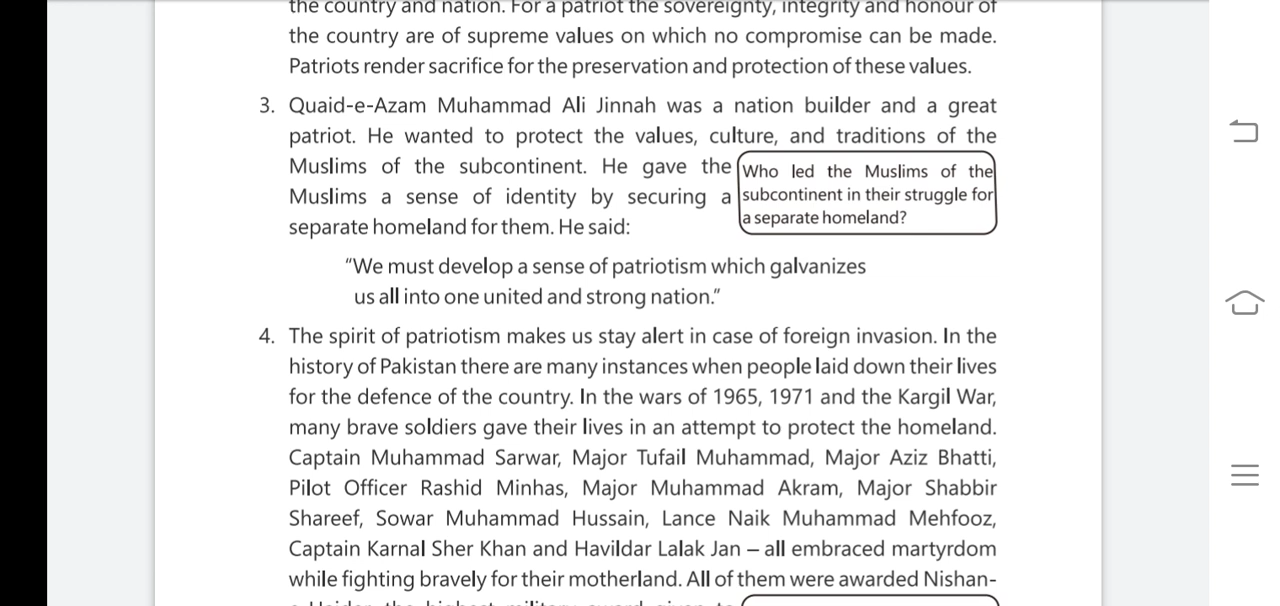 the country and nation. For a patriot the sovereignty, integrity and honour of
the country are of supreme values on which no compromise can be made.
Patriots render sacrifice for the preservation and protection of these values.
3. Quaid-e-Azam Muhammad Ali Jinnah was a nation builder and a great
patriot. He wanted to protect the values, culture, and traditions of the
Muslims of the subcontinent. He gave the
Muslims a sense of identity by securing a
separate homeland for them. He said:
Who led the Muslims of the
subcontinent in their struggle for
a separate homeland?
"We must develop a sense of patriotism which galvanizes
us all into one united and strong nation."
4. The spirit of patriotism makes us stay alert in case of foreign invasion. In the
history of Pakistan there are many instances when people laid down their lives
for the defence of the country. In the wars of 1965, 1971 and the Kargil War,
many brave soldiers gave their lives in an attempt to protect the homeland.
Captain Muhammad Sarwar, Major Tufail Muhammad, Major Aziz Bhatti,
Pilot Officer Rashid Minhas, Major Muhammad Akram, Major Shabbir
Shareef, Sowar Muhammad Hussain, Lance Naik Muhammad Mehfooz,
Captain Karnal Sher Khan and Havildar Lalak Jan – all embraced martyrdom
while fighting bravely for their motherland. All of them were awarded Nishan-